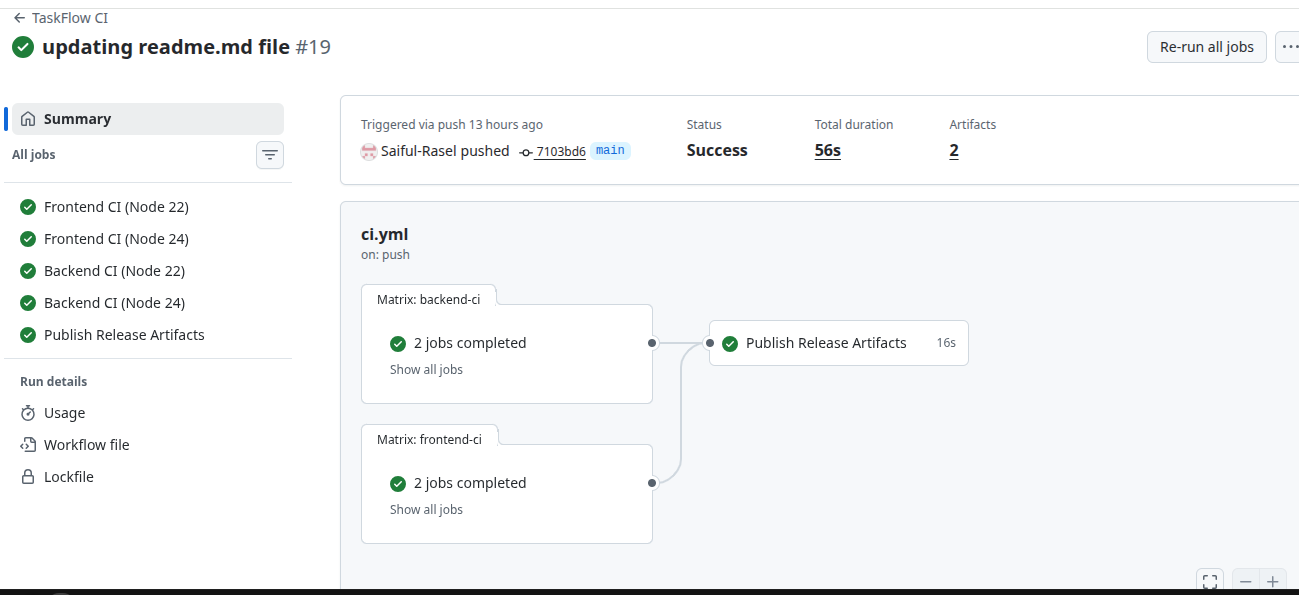 ← TaskFlow CI
updating readme.md file #19
Re-run all jobs
Summary
All jobs
Frontend CI (Node 22)
Frontend CI (Node 24)
Backend CI (Node 22)
Backend CI (Node 24)
Publish Release Artifacts
Run details
Usage
Workflow file
Lockfile
Triggered via push 13 hours ago
Saiful-Rasel pushed 7103bd6 main
Status
Success
Total duration
56s
Artifacts
2
ci.yml
on: push
Matrix: backend-ci
2 jobs completed
Show all jobs
Publish Release Artifacts 16s
Matrix: frontend-ci
2 jobs completed
Show all jobs